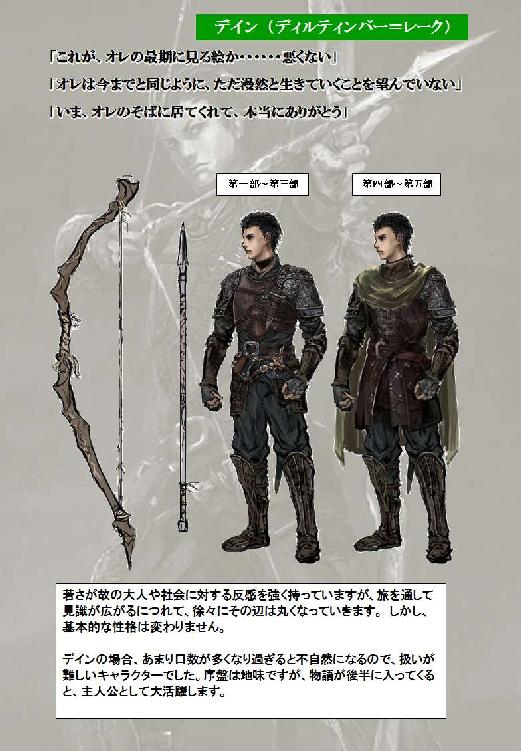 デイン（ディルティンバー＝レーク）
「これが、オレの最期に見る絵か・・・・・・悪くない」
「オレは今までと同じように、ただ漫然と生きていくことを望んでいない」
「いま、オレのそばに居てくれて、本当にありがとう」
第一部～第三部
第四部～第五部
若さが故の大人や社会に対する反感を強く持っていますが、旅を通して
見識が広がるにつれて、徐々にその辺は丸くなっていきます。しかし、
基本的な性格は変わりません。
デインの場合、あまり口数が多くなり過ぎると不自然になるので、扱いが
難しいキャラクターでした。序盤は地味ですが、物語が後半に入ってくる
と、主人公として大活躍します。